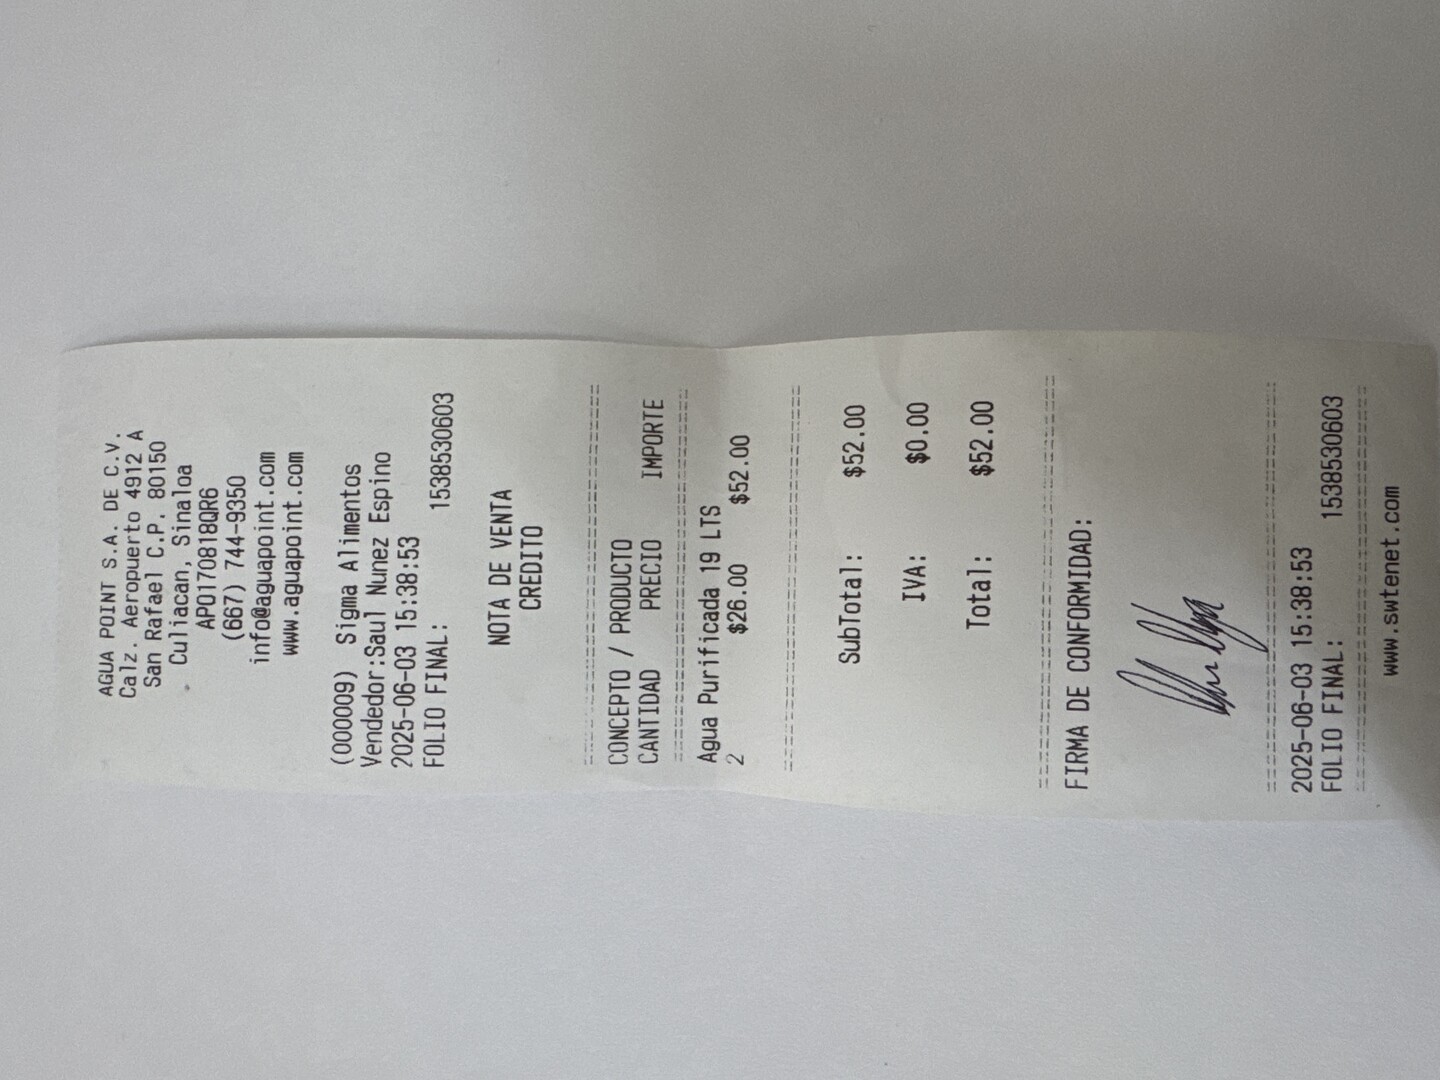 AGUA POINT S.A. DE C.V.
Calz. Aeropuerto 4912 A
San Rafael C.P. 80150
Culiacan, Sinaloa
APO170818QR6
(667) 744-9350
info@aguapoint.com
www.aguapoint.com
(000009) Sigma Alimentos
Vendedor:Saul Nunez Espino
2025-06-03 15:38:53
FOLIO FINAL: 1538530603
NOTA DE VENTA
CREDITO
CONCEPTO / PRODUCTO
CANTIDAD PRECIO IMPORTE
Agua Purificada 19 LTS
2 $26.00 $52.00
SubTotal: $52.00
IVA: $0.00
Total: $52.00
FIRMA DE CONFORMIDAD:
2025-06-03 15:38:53
FOLIO FINAL: 1538530603
www.swtenet.com